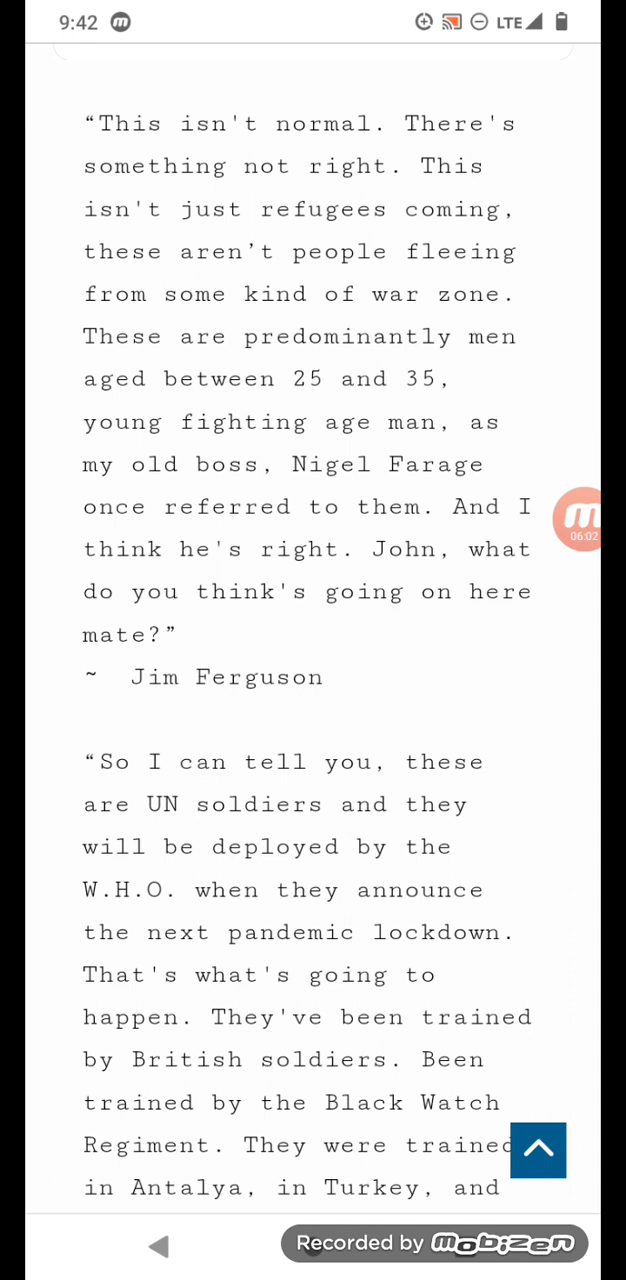 9:42 m LTE
“This isn't normal. There's
something not right. This
isn't just refugees coming,
these aren’t people fleeing
from some kind of war zone.
These are predominantly men
aged between 25 and 35,
young fighting age man, as
my old boss, Nigel Farage
once referred to them. And I
think he's right. John, what
do you think's going on here
mate?”
~ Jim Ferguson
m
06:02
“So I can tell you, these
are UN soldiers and they
will be deployed by the
W.H.O. when they announce
the next pandemic lockdown.
That's what's going to
happen. They've been trained
by British soldiers. Been
trained by the Black Watch
Regiment. They were trained
in Antalya, in Turkey, and
Recorded by mobizen